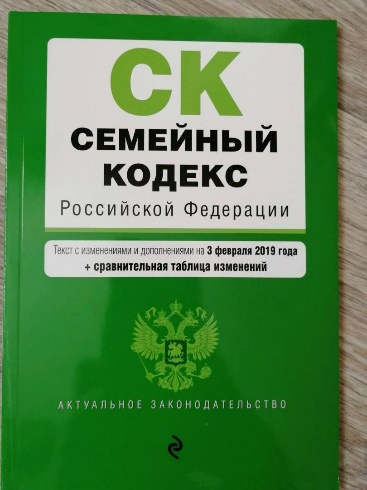 СК
СЕМЕЙНЫЙ
КОДЕКС
Российской Федерации
Текст с изменениями и дополнениями на 3 февраля 2019 года
+ сравнительная таблица изменений
АКТУАЛЬНОЕ ЗАКОНОДАТЕЛЬСТВО